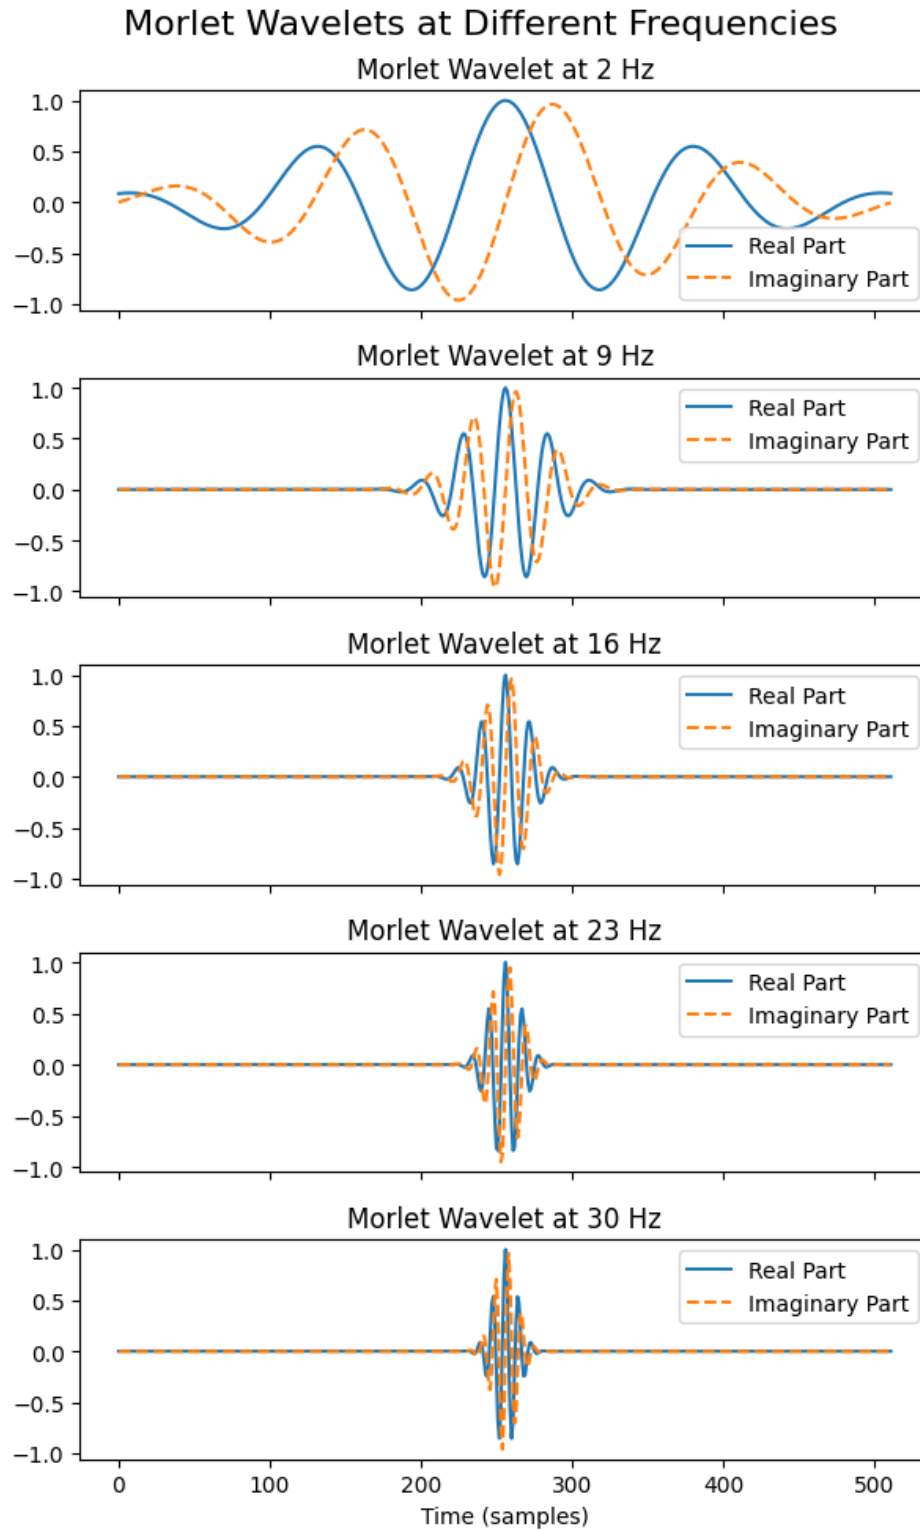 Morlet Wavelets at Different Frequencies
Morlet Wavelet at 2 Hz
1.0
0.5
0.0
−0.5
−1.0
Real Part
Imaginary Part
Morlet Wavelet at 9 Hz
1.0
0.5
0.0
−0.5
−1.0
Real Part
Imaginary Part
Morlet Wavelet at 16 Hz
1.0
0.5
0.0
−0.5
−1.0
Real Part
Imaginary Part
Morlet Wavelet at 23 Hz
1.0
0.5
0.0
−0.5
−1.0
Real Part
Imaginary Part
Morlet Wavelet at 30 Hz
1.0
0.5
0.0
−0.5
−1.0
Real Part
Imaginary Part
0 100 200 300 400 500
Time (samples)